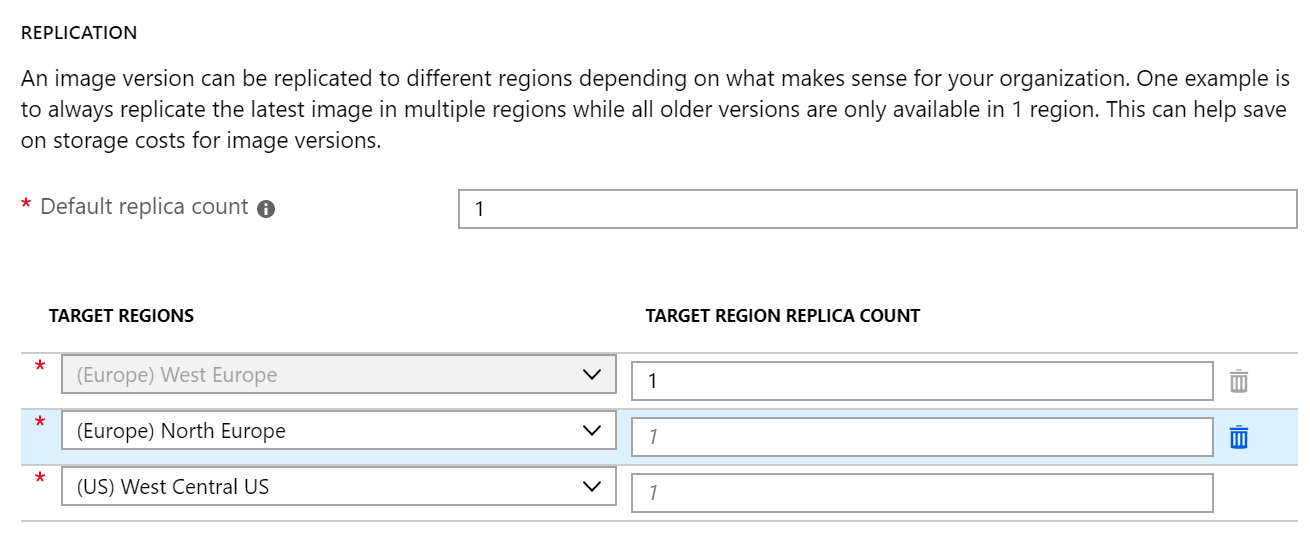 REPLICATION
An image version can be replicated to different regions depending on what makes sense for your organization. One example is
to always replicate the latest image in multiple regions while all older versions are only available in 1 region. This can help save
on storage costs for image versions.
* Default replica count
1
TARGET REGIONS TARGET REGION REPLICA COUNT
* (Europe) West Europe 1
* (Europe) North Europe 1
* (US) West Central US 1